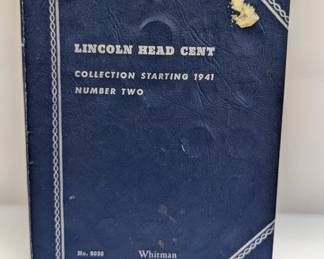 LINCOLN HEAD CENT
COLLECTION STARTING 1941
NUMBER TWO
No. 9030
Whitman